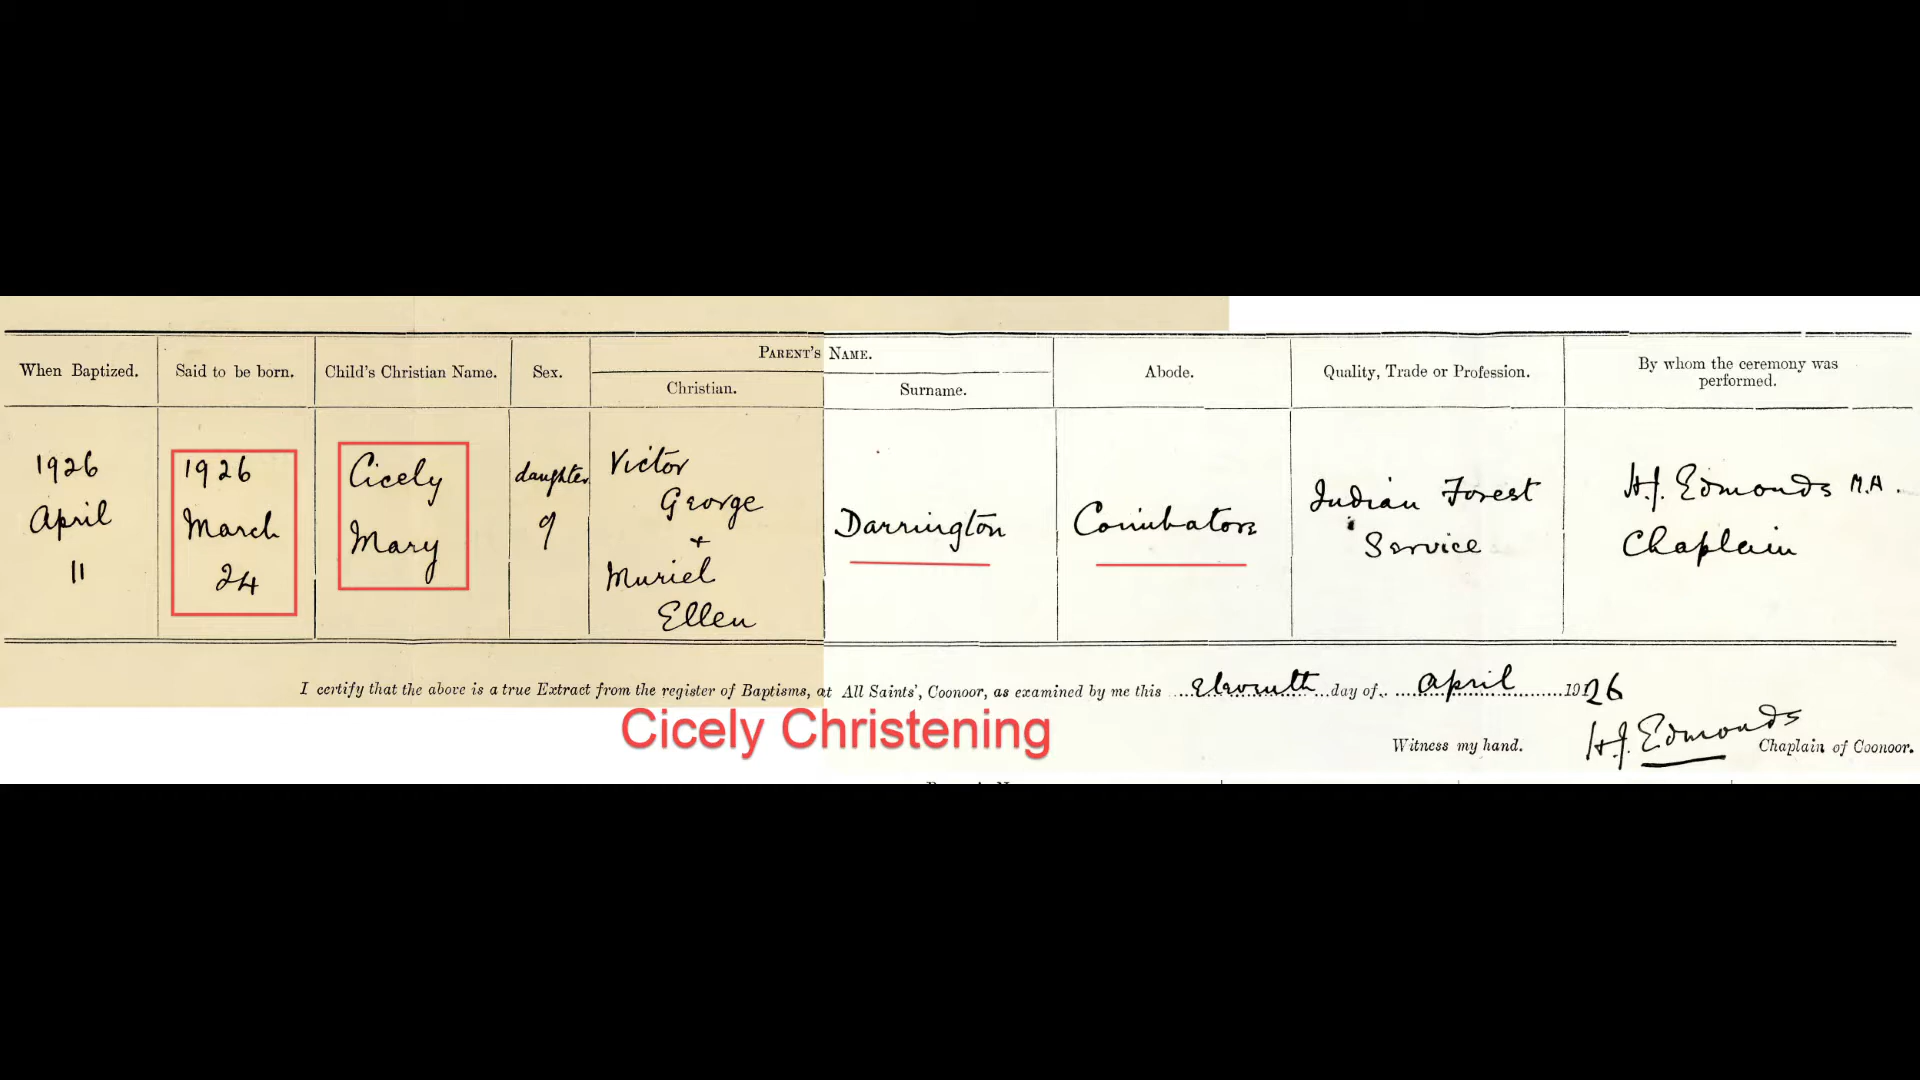 When Baptized.
Said to be born.
Child's Christian Name.
Sex.
PARENT'S NAME.
Christian.
Surname.
Abode.
Quality, Trade or Profession.
By whom the ceremony was
performed.
1926
April
11
1926
March
24
Cicely
Mary
daughter
Victor
George
+
Muriel
Ellen
Darrington
Coimbatore
Indian Forest
Service
H.J. Edmonds M.A.
Chaplain
I certify that the above is a true Extract from the register of Baptisms, at All Saints', Coonoor, as examined by me this Eleventh day of April 1926
Cicely Christening
Witness my hand.
H.J. Edmonds
Chaplain of Coonoor.